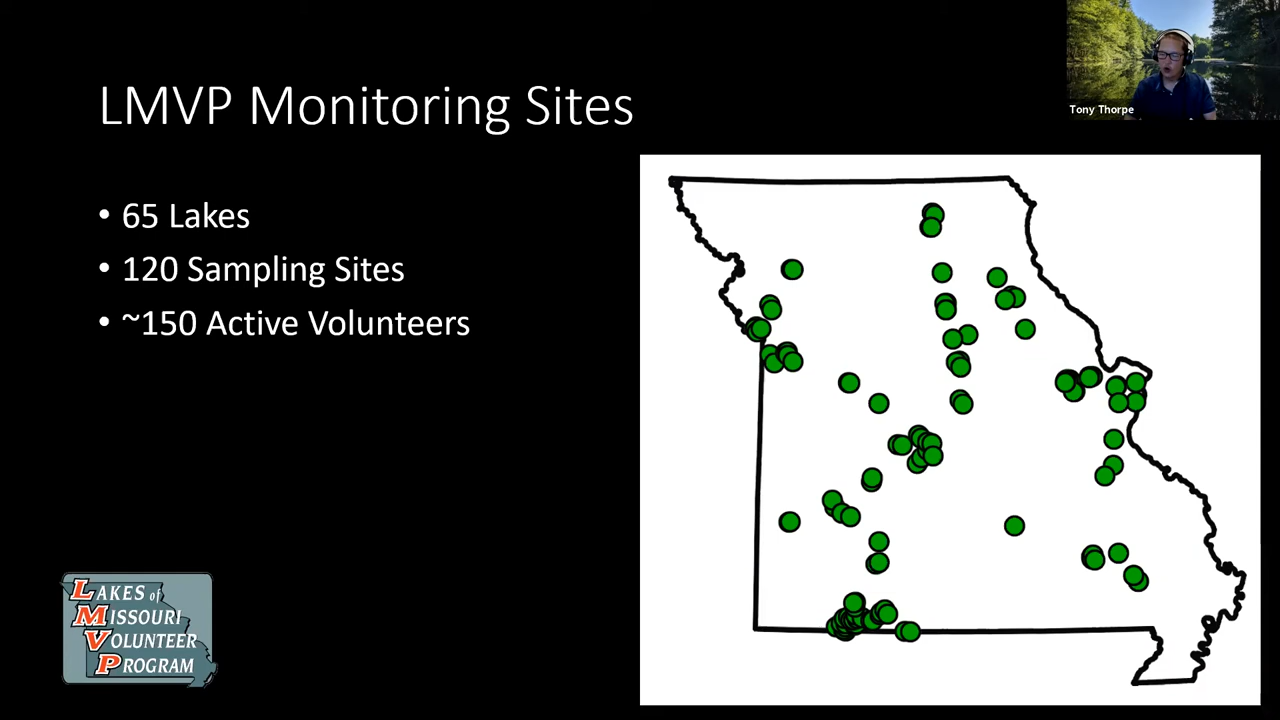 LMVP Monitoring Sites
• 65 Lakes
• 120 Sampling Sites
• ~150 Active Volunteers
Tony Thorpe
LAKES of
MISSOURI
VOLUNTEER
PROGRAM